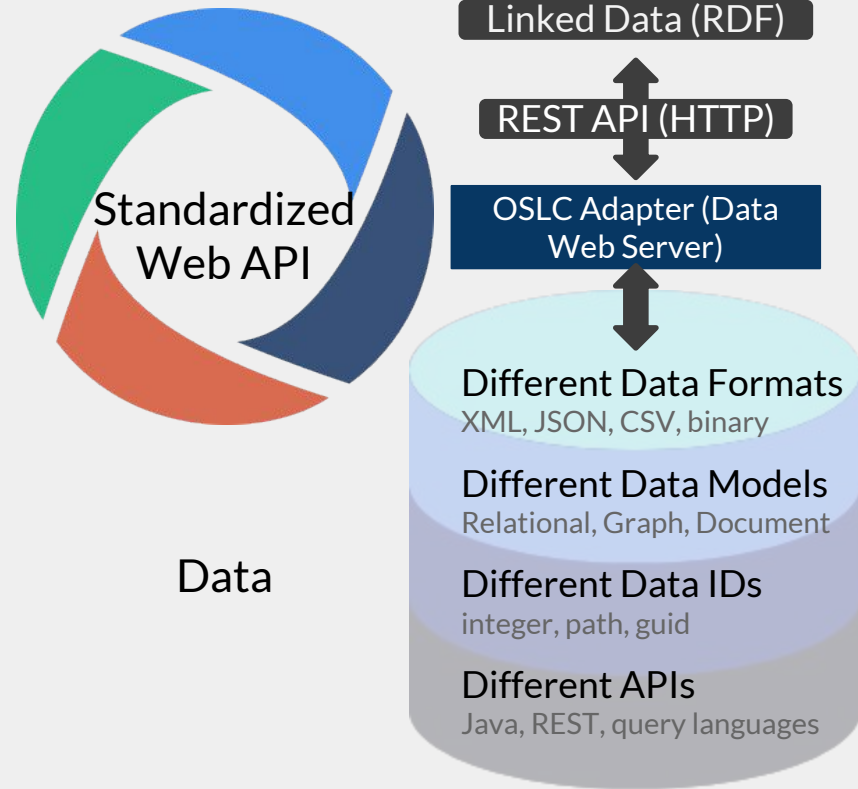 Linked Data (RDF)
REST API (HTTP)
Standardized
Web API
OSLC Adapter (Data
Web Server)
Different Data Formats
XML, JSON, CSV, binary
Different Data Models
Relational, Graph, Document
Data
Different Data IDs
integer, path, guid
Different APIs
Java, REST, query languages